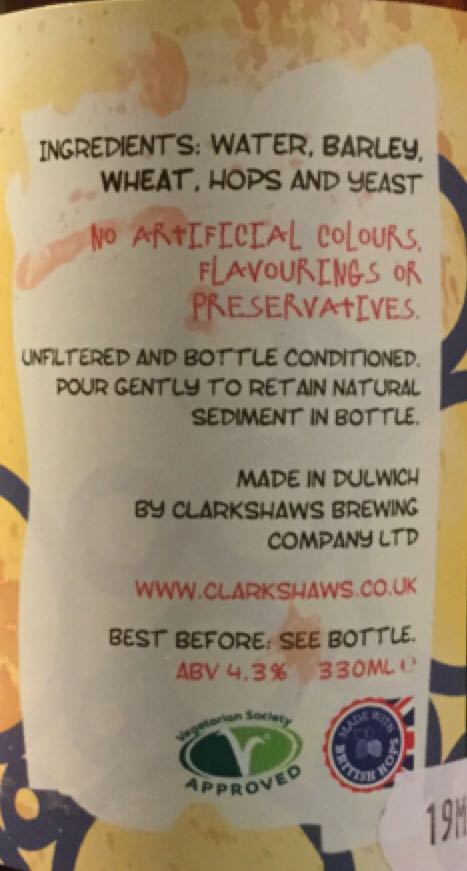 INGREDIENTS: WATER, BARLEY,
WHEAT, HOPS AND YEAST
NO ARTIFICIAL COLOURS,
FLAVOURINGS OR
PRESERVATIVES.
UNFILTERED AND BOTTLE CONDITIONED.
POUR GENTLY TO RETAIN NATURAL
SEDIMENT IN BOTTLE.
MADE IN DULWICH
BY CLARKSHAWS BREWING
COMPANY LTD
WWW.CLARKSHAWS.CO.UK
BEST BEFORE: SEE BOTTLE.
ABV 4.3% 330ML ℮
Vegetarian Society
APPROVED
MADE WITH
BRITISH HOPS
19M